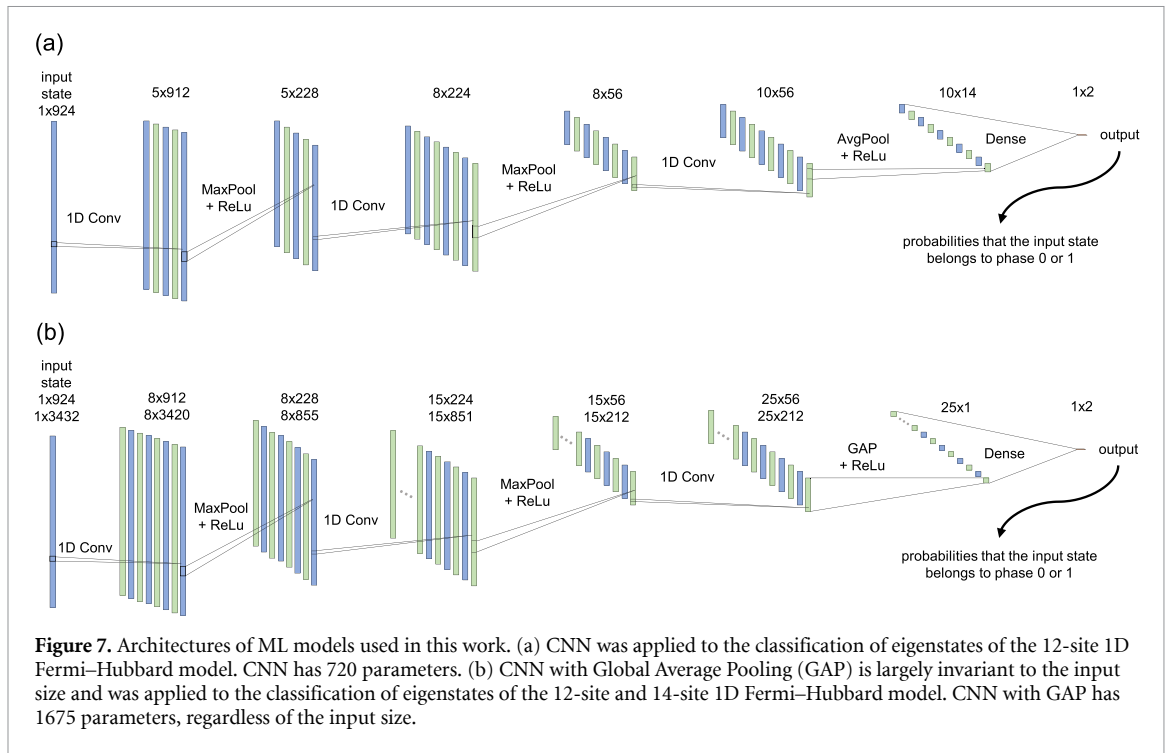 (a)
input
state
1x924
5x912
5x228
8x224
8x56
10x56
10x14
1x2
1D Conv
MaxPool
+ ReLu
1D Conv
MaxPool
+ ReLu
1D Conv
AvgPool
+ ReLu
Dense
output
probabilities that the input state
belongs to phase 0 or 1
(b)
input
state
1x924
1x3432
8x912
8x3420
8x228
8x855
15x224
15x851
15x56
15x212
25x56
25x212
25x1
1x2
1D Conv
MaxPool
+ ReLu
1D Conv
MaxPool
+ ReLu
1D Conv
GAP
+ ReLu
Dense
output
probabilities that the input state
belongs to phase 0 or 1
Figure 7. Architectures of ML models used in this work. (a) CNN was applied to the classification of eigenstates of the 12-site 1D
Fermi–Hubbard model. CNN has 720 parameters. (b) CNN with Global Average Pooling (GAP) is largely invariant to the input
size and was applied to the classification of eigenstates of the 12-site and 14-site 1D Fermi–Hubbard model. CNN with GAP has
1675 parameters, regardless of the input size.